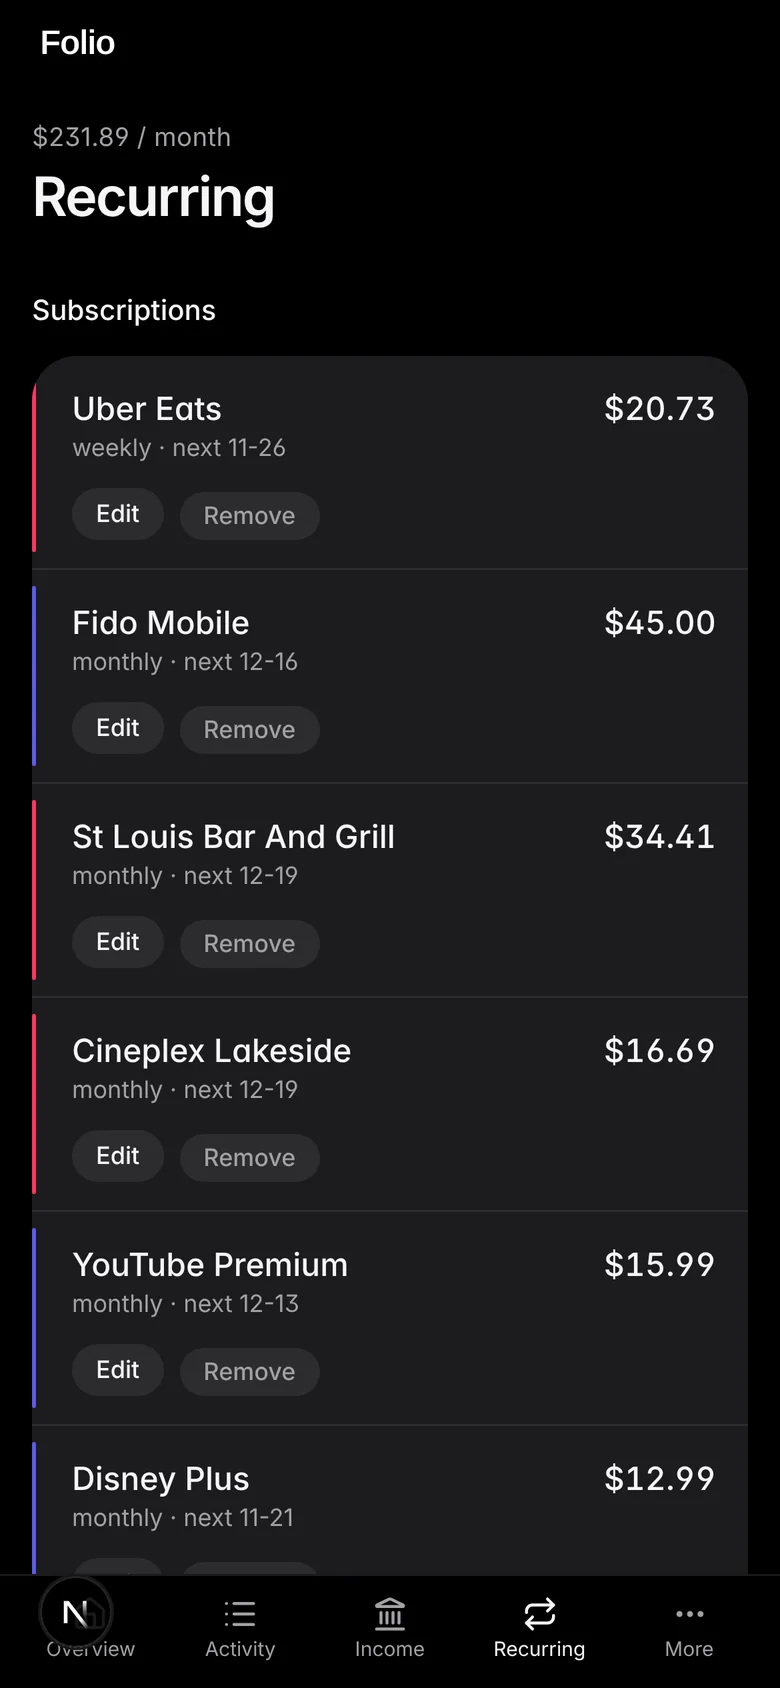 Folio
$231.89 / month
Recurring
Subscriptions
Uber Eats $20.73
weekly · next 11-26
Edit Remove
Fido Mobile $45.00
monthly · next 12-16
Edit Remove
St Louis Bar And Grill $34.41
monthly · next 12-19
Edit Remove
Cineplex Lakeside $16.69
monthly · next 12-19
Edit Remove
YouTube Premium $15.99
monthly · next 12-13
Edit Remove
Disney Plus $12.99
monthly · next 11-21
N
Overview Activity Income Recurring More